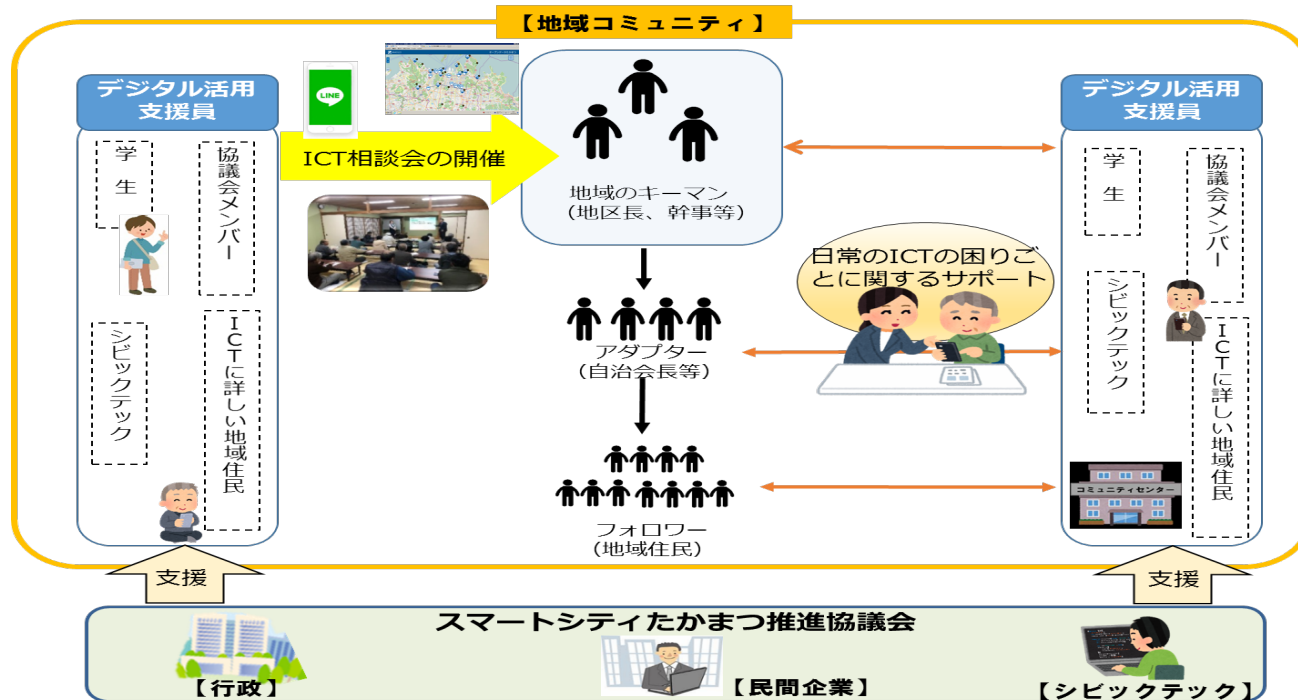 【地域コミュニティ】
デジタル活用
支援員
学生
協議会メンバー
シビックテック
ICTに詳しい地域住民
LINE
ICT相談会の開催
地域のキーマン
(地区長、幹事等)
アダプター
(自治会長等)
フォロワー
(地域住民)
日常のICTの困りご
とに関するサポート
デジタル活用
支援員
学生
協議会メンバー
シビックテック
ICTに詳しい地域住民
コミュニティセンター
支援
支援
スマートシティたかまつ推進協議会
【行政】
【民間企業】
【シビックテック】